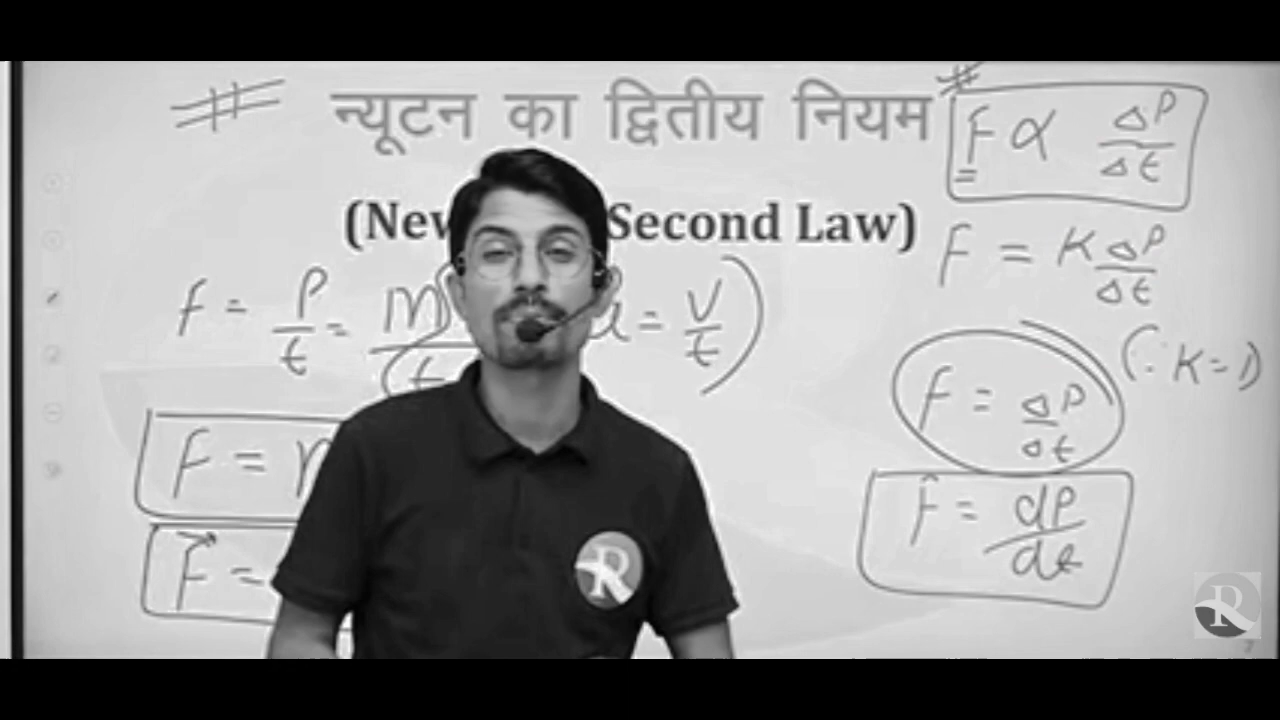 न्यूटन का द्वितीय नियम
(New Second Law)
F ∝ ΔP/Δt
F = K ΔP/Δt
(∵ K = 1)
F = ΔP/Δt
F = dP/dt
f = P/t =
= V/t )
F =
F⃗ =
R
R